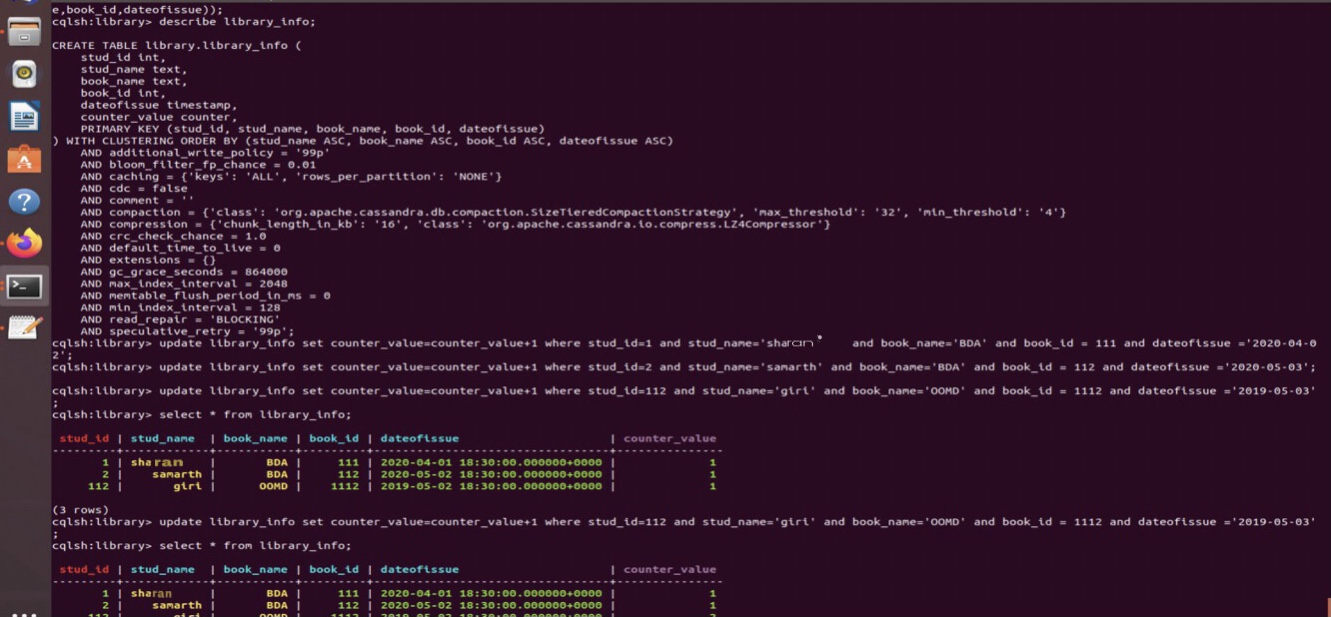 e,book_id,dateofissue));
cqlsh:library> describe library_info;
CREATE TABLE library.library_info (
stud_id int,
stud_name text,
book_name text,
book_id int,
dateofissue timestamp,
counter_value counter,
PRIMARY KEY (stud_id, stud_name, book_name, book_id, dateofissue)
) WITH CLUSTERING ORDER BY (stud_name ASC, book_name ASC, book_id ASC, dateofissue ASC)
AND additional_write_policy = '99p'
AND bloom_filter_fp_chance = 0.01
AND caching = {'keys': 'ALL', 'rows_per_partition': 'NONE'}
AND cdc = false
AND comment = ''
AND compaction = {'class': 'org.apache.cassandra.db.compaction.SizeTieredCompactionStrategy', 'max_threshold': '32', 'min_threshold': '4'}
AND compression = {'chunk_length_in_kb': '16', 'class': 'org.apache.cassandra.io.compress.LZ4Compressor'}
AND crc_check_chance = 1.0
AND default_time_to_live = 0
AND extensions = {}
AND gc_grace_seconds = 864000
AND max_index_interval = 2048
AND memtable_flush_period_in_ms = 0
AND min_index_interval = 128
AND read_repair = 'BLOCKING'
AND speculative_retry = '99p';
cqlsh:library> update library_info set counter_value=counter_value+1 where stud_id=1 and stud_name='sharan' and book_name='BDA' and book_id = 111 and dateofissue ='2020-04-0
2';
cqlsh:library> update library_info set counter_value=counter_value+1 where stud_id=2 and stud_name='samarth' and book_name='BDA' and book_id = 112 and dateofissue ='2020-05-03';
cqlsh:library> update library_info set counter_value=counter_value+1 where stud_id=112 and stud_name='giri' and book_name='OOMD' and book_id = 1112 and dateofissue ='2019-05-03'
;
cqlsh:library> select * from library_info;
stud_id | stud_name | book_name | book_id | dateofissue | counter_value
---------+-----------+-----------+---------+---------------------------------+---------------
1 | sharan | BDA | 111 | 2020-04-01 18:30:00.000000+0000 | 1
2 | samarth | BDA | 112 | 2020-05-02 18:30:00.000000+0000 | 1
112 | giri | OOMD | 1112 | 2019-05-02 18:30:00.000000+0000 | 1
(3 rows)
cqlsh:library> update library_info set counter_value=counter_value+1 where stud_id=112 and stud_name='giri' and book_name='OOMD' and book_id = 1112 and dateofissue ='2019-05-03'
;
cqlsh:library> select * from library_info;
stud_id | stud_name | book_name | book_id | dateofissue | counter_value
---------+-----------+-----------+---------+---------------------------------+---------------
1 | sharan | BDA | 111 | 2020-04-01 18:30:00.000000+0000 | 1
2 | samarth | BDA | 112 | 2020-05-02 18:30:00.000000+0000 | 1